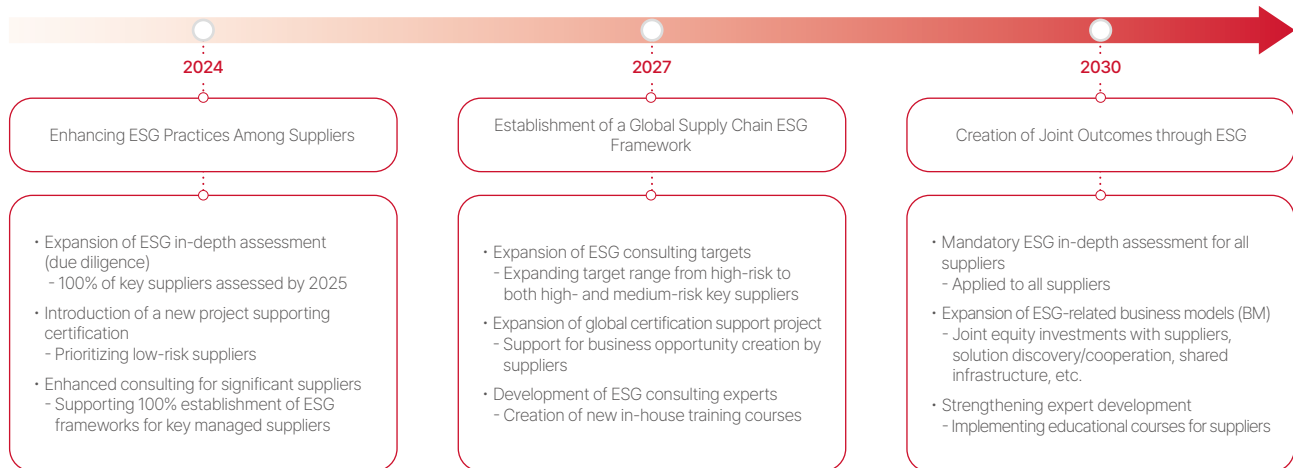 2024
Enhancing ESG Practices Among Suppliers
・Expansion of ESG in-depth assessment
(due diligence)
- 100% of key suppliers assessed by 2025
・Introduction of a new project supporting
certification
- Prioritizing low-risk suppliers
・Enhanced consulting for significant suppliers
- Supporting 100% establishment of ESG
frameworks for key managed suppliers
2027
Establishment of a Global Supply Chain ESG
Framework
・Expansion of ESG consulting targets
- Expanding target range from high-risk to
both high- and medium-risk key suppliers
・Expansion of global certification support project
- Support for business opportunity creation by
suppliers
・Development of ESG consulting experts
- Creation of new in-house training courses
2030
Creation of Joint Outcomes through ESG
・Mandatory ESG in-depth assessment for all
suppliers
- Applied to all suppliers
・Expansion of ESG-related business models (BM)
- Joint equity investments with suppliers,
solution discovery/cooperation, shared
infrastructure, etc.
・Strengthening expert development
- Implementing educational courses for suppliers